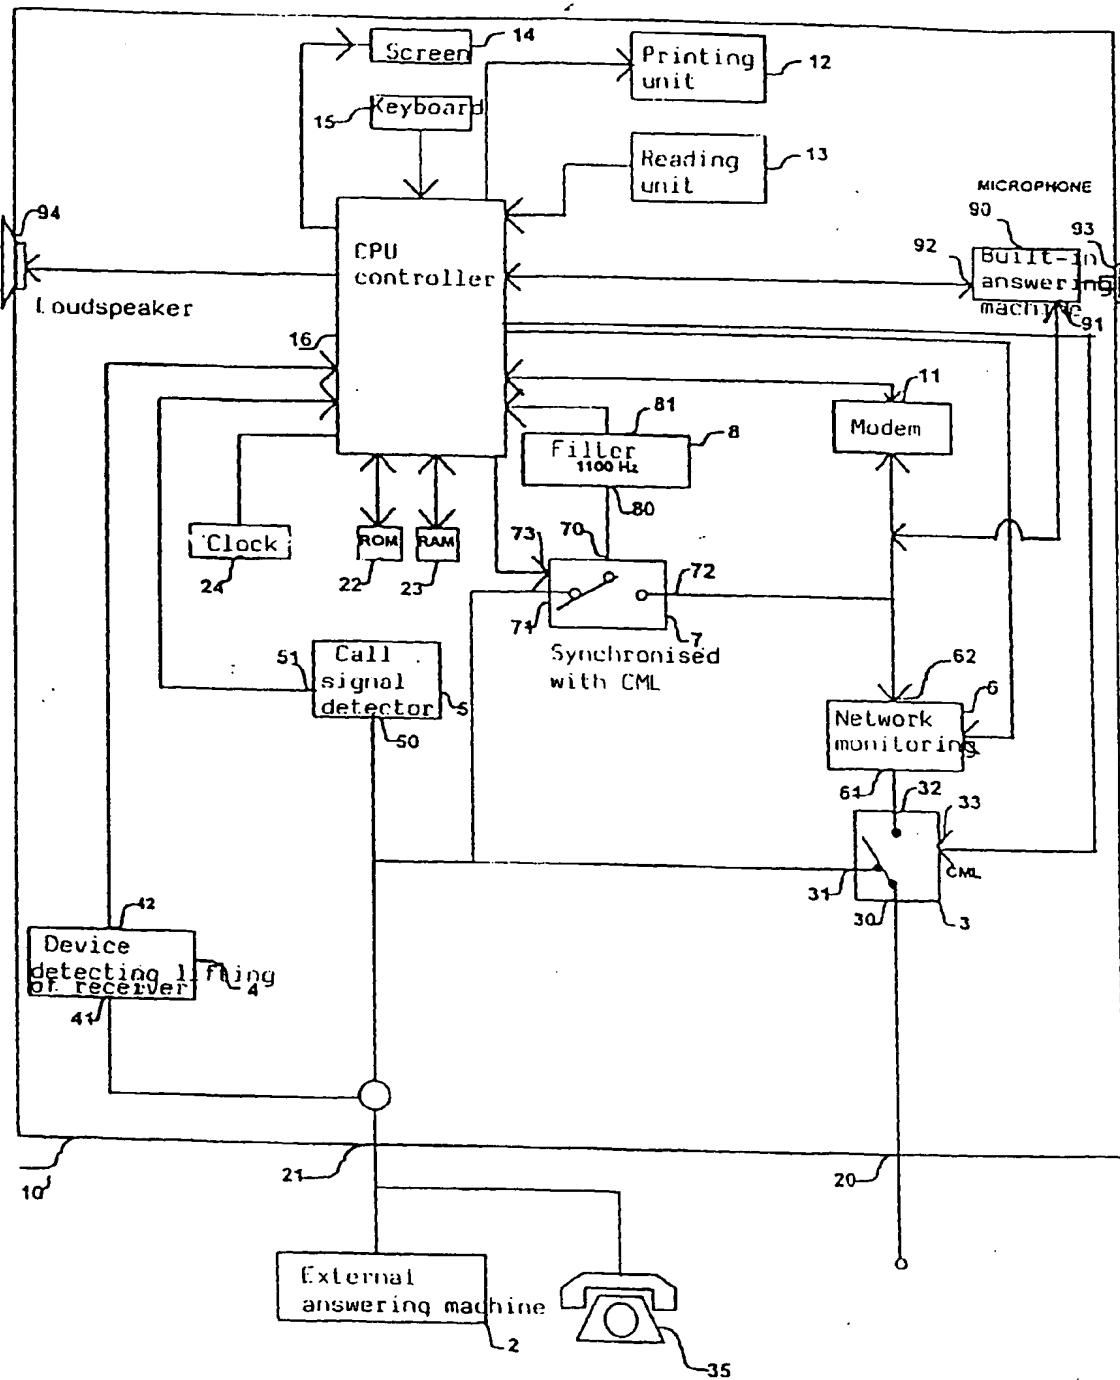 14
Screen
Printing
unit
12
15
Keyboard
Reading
unit
13
MICROPHONE
90
93
94
92
Built-in
answering
machine
91
CPU
controller
Loudspeaker
16
11
Modem
81
8
Filter
1100 Hz
80
Clock
24
ROM
22
RAM
23
73
70
71
72
7
Synchronised
with CML
51
Call
signal
detector
5
50
62
6
Network
monitoring
61
32
33
CML
31
30
3
42
Device
detecting lifting
of receiver
4
41
10
21
20
External
answering machine
2
35